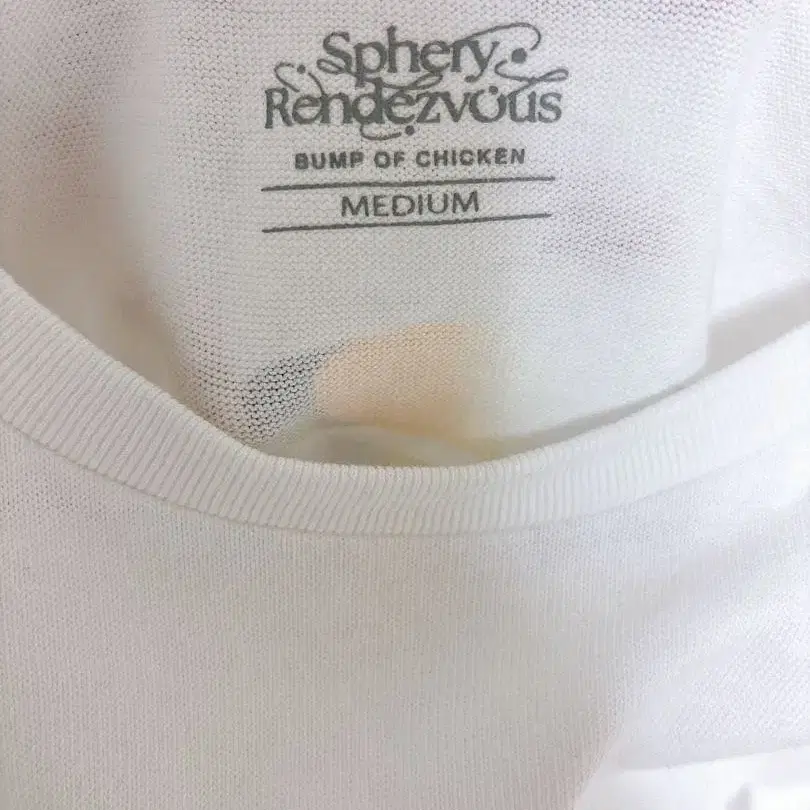 Sphery
Rendezvous
BUMP OF CHICKEN
MEDIUM